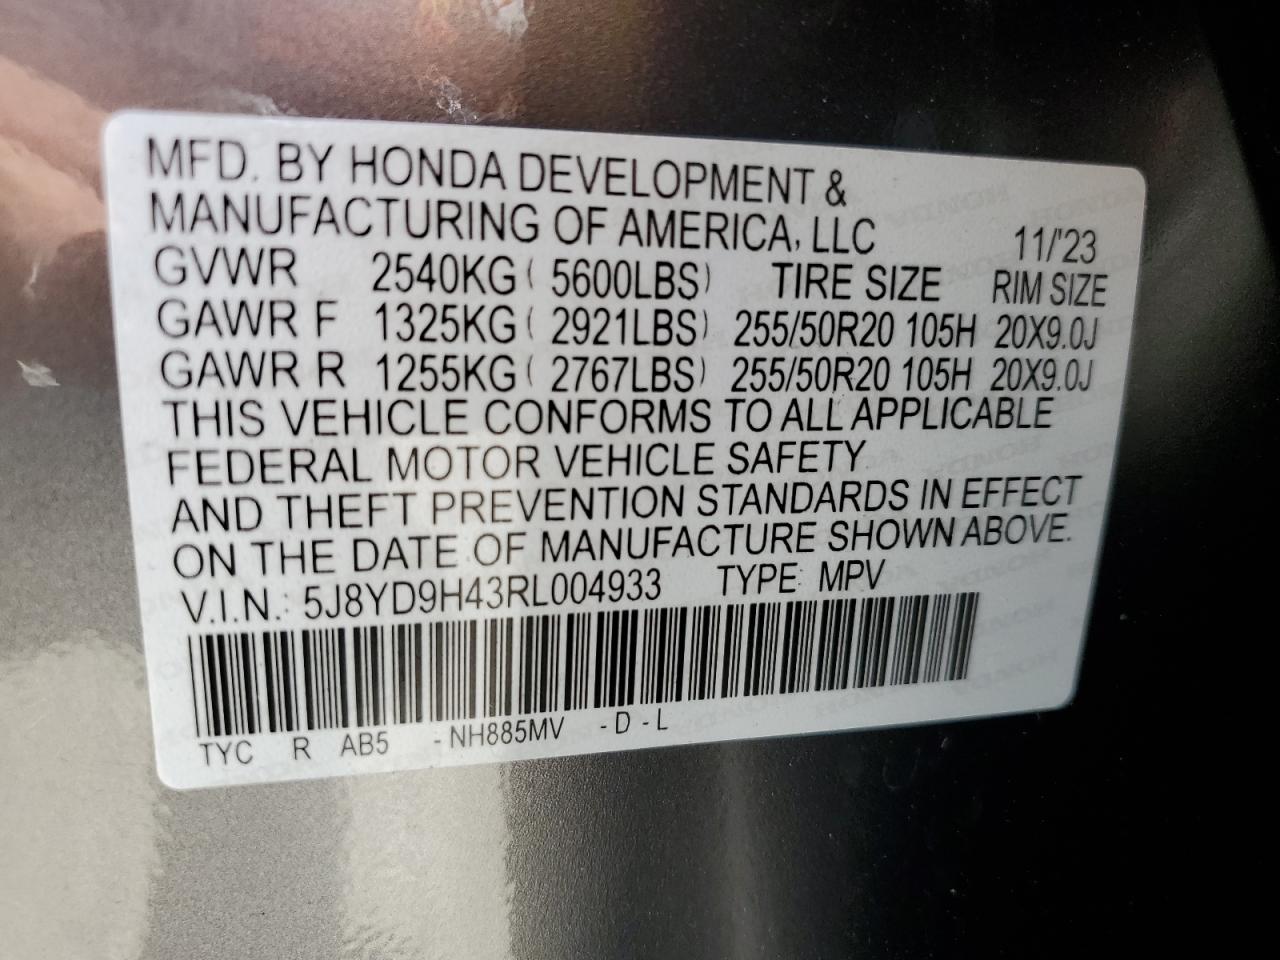 MFD. BY HONDA DEVELOPMENT &
MANUFACTURING OF AMERICA, LLC 11/'23
GVWR 2540KG ( 5600LBS) TIRE SIZE RIM SIZE
GAWR F 1325KG ( 2921LBS) 255/50R20 105H 20X9.0J
GAWR R 1255KG ( 2767LBS) 255/50R20 105H 20X9.0J
THIS VEHICLE CONFORMS TO ALL APPLICABLE
FEDERAL MOTOR VEHICLE SAFETY
AND THEFT PREVENTION STANDARDS IN EFFECT
ON THE DATE OF MANUFACTURE SHOWN ABOVE.
V.I.N.: 5J8YD9H43RL004933 TYPE: MPV
TYC R AB5 -NH885MV -D -L